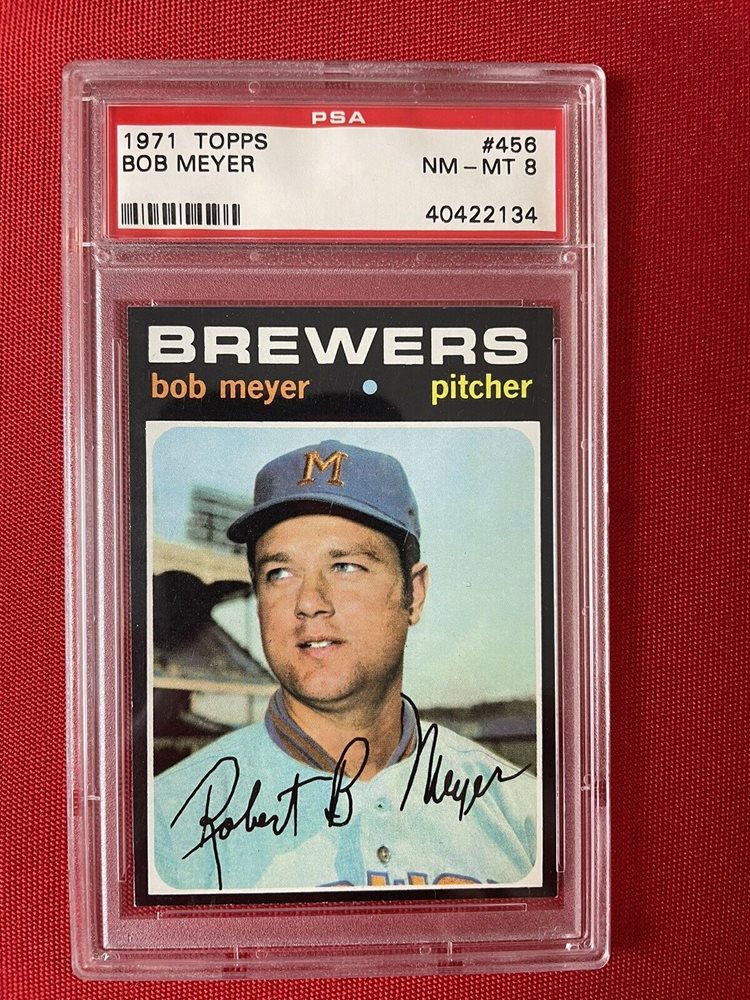 PSA
1971 TOPPS #456
BOB MEYER NM-MT 8
40422134
BREWERS
bob meyer • pitcher
M
Robert B Meyer